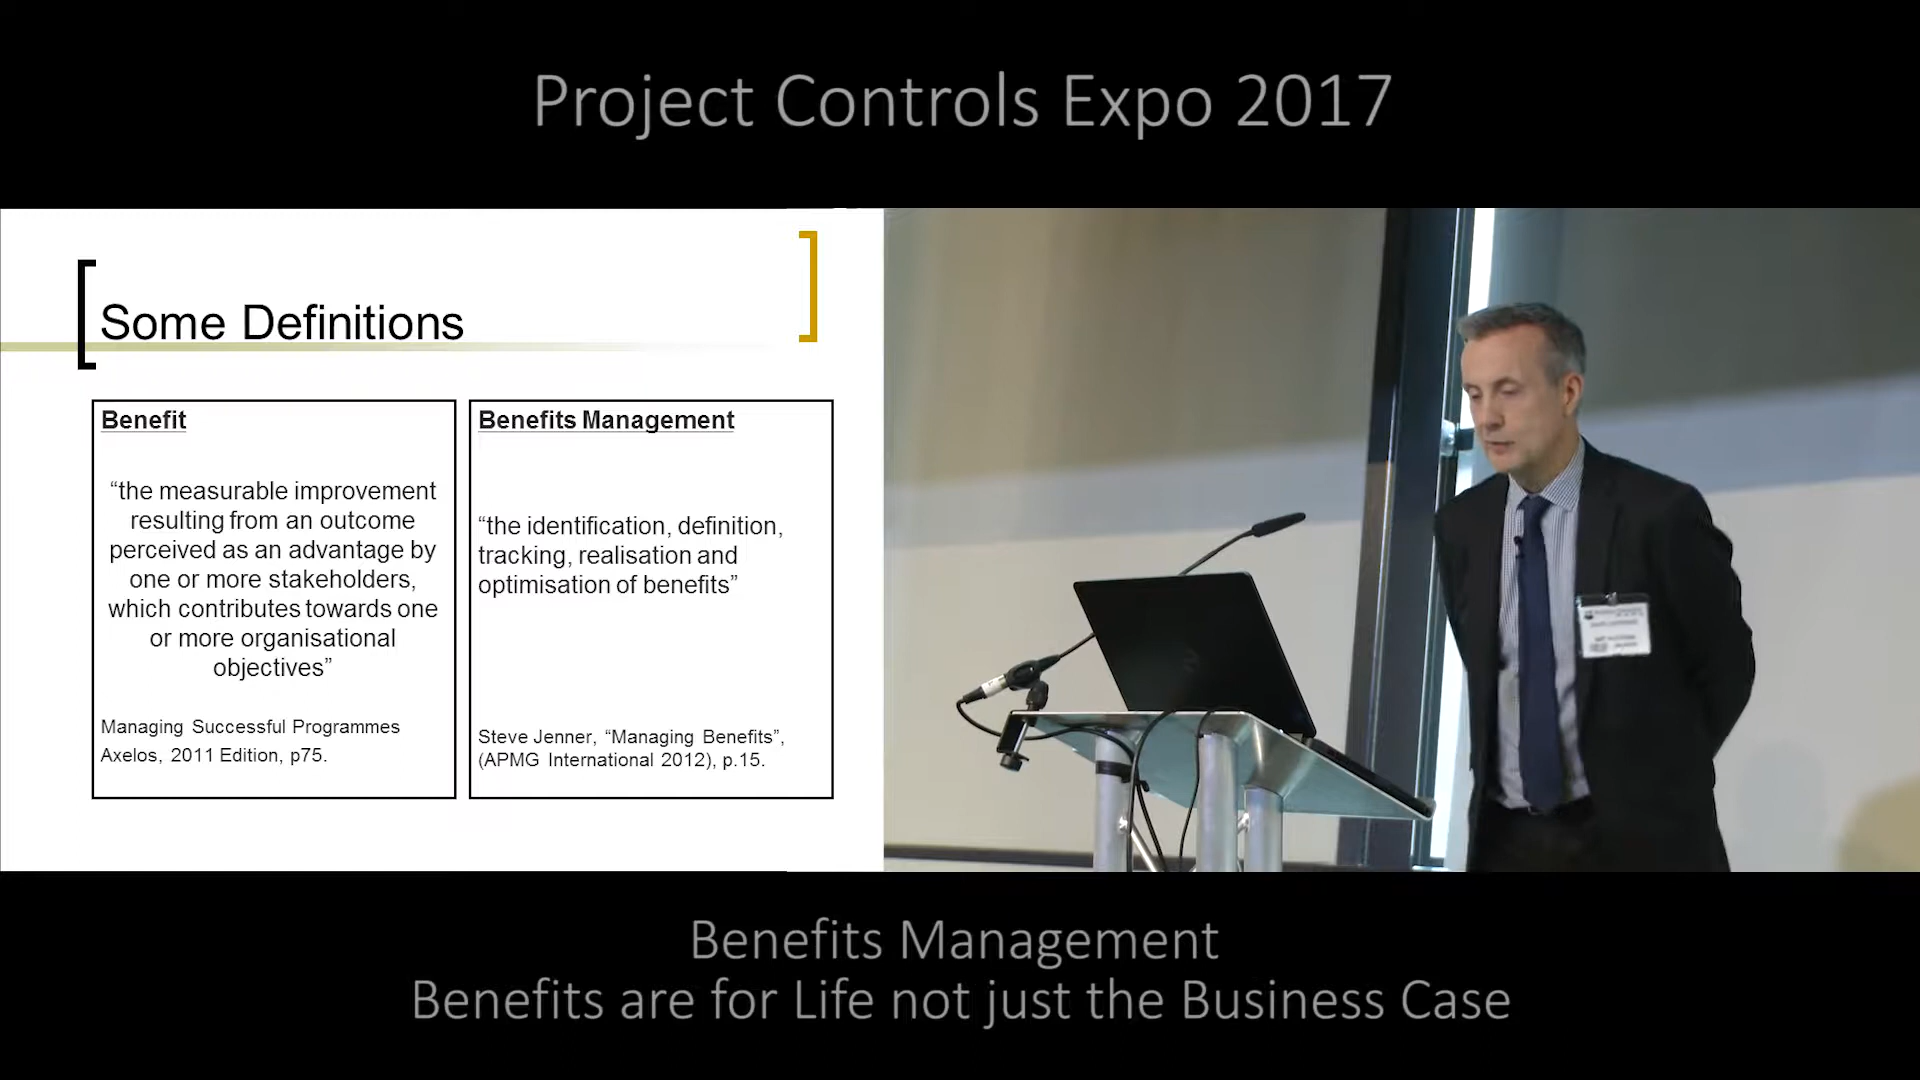 Project Controls Expo 2017
Some Definitions
Benefit
“the measurable improvement
resulting from an outcome
perceived as an advantage by
one or more stakeholders,
which contributes towards one
or more organisational
objectives”
Managing Successful Programmes
Axelos, 2011 Edition, p75.
Benefits Management
“the identification, definition,
tracking, realisation and
optimisation of benefits”
Steve Jenner, “Managing Benefits”,
(APMG International 2012), p.15.
Benefits Management
Benefits are for Life not just the Business Case